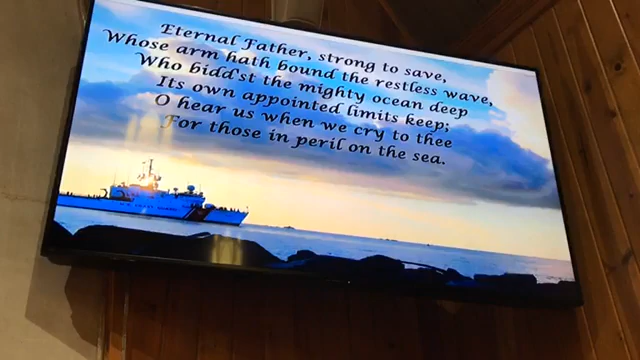 Eternal Father, strong to save,
Whose arm hath bound the restless wave,
Who bidd'st the mighty ocean deep
Its own appointed limits keep;
O hear us when we cry to thee
For those in peril on the sea.